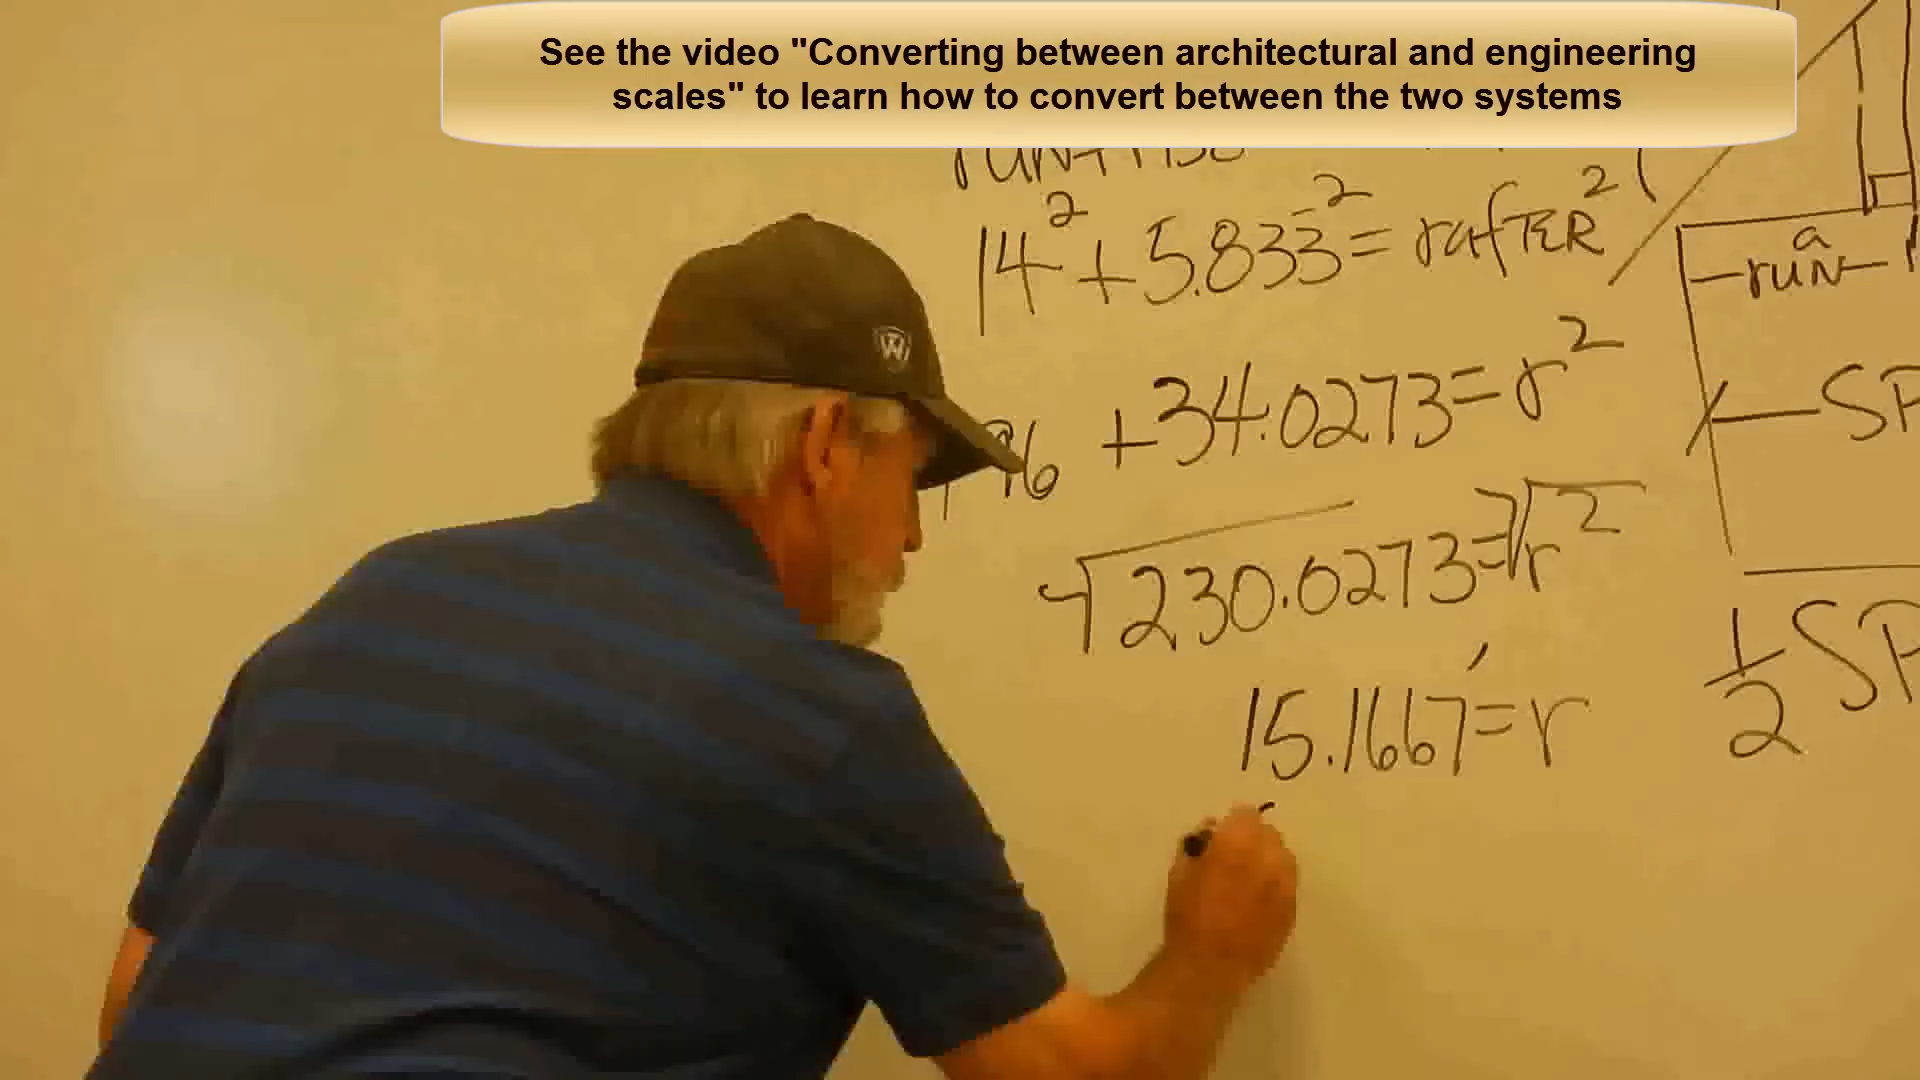 See the video "Converting between architectural and engineering
scales" to learn how to convert between the two systems
14² + 5.833² = rafTER²
a
run
96 + 34.0273 = r²
SP
√230.0273 = √r²
1/2 SP
15.1667' = r
W